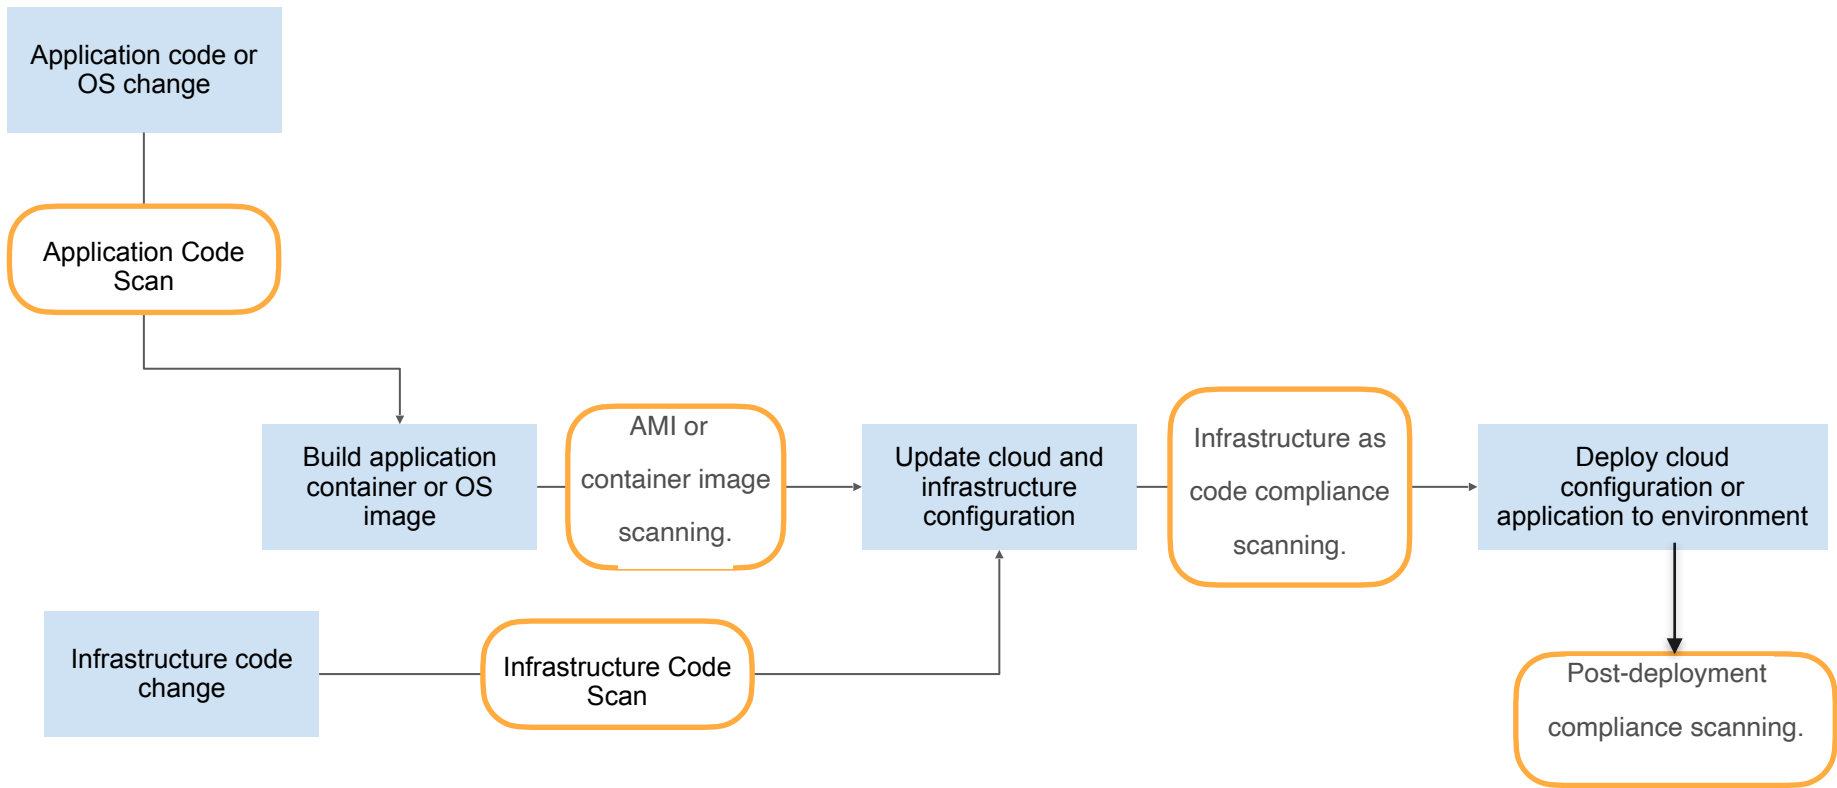 Application code or
OS change
Application Code
Scan
Build application
container or OS
image
AMI or
container image
scanning.
Update cloud and
infrastructure
configuration
Infrastructure as
code compliance
scanning.
Deploy cloud
configuration or
application to environment
Infrastructure code
change
Infrastructure Code
Scan
Post-deployment
compliance scanning.